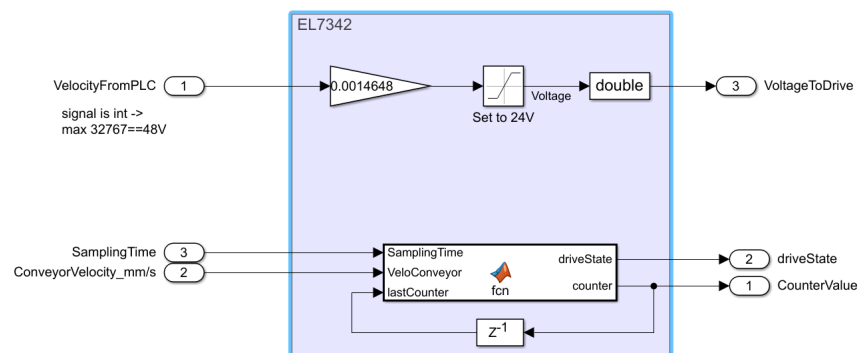 EL7342
VelocityFromPLC
1
0.0014648
Voltage
double
3
VoltageToDrive
signal is int ->
max 32767==48V
Set to 24V
SamplingTime
3
ConveyorVelocity_mm/s
2
SamplingTime
VeloConveyor
lastCounter
fcn
driveState
counter
2
driveState
1
CounterValue
Z-1